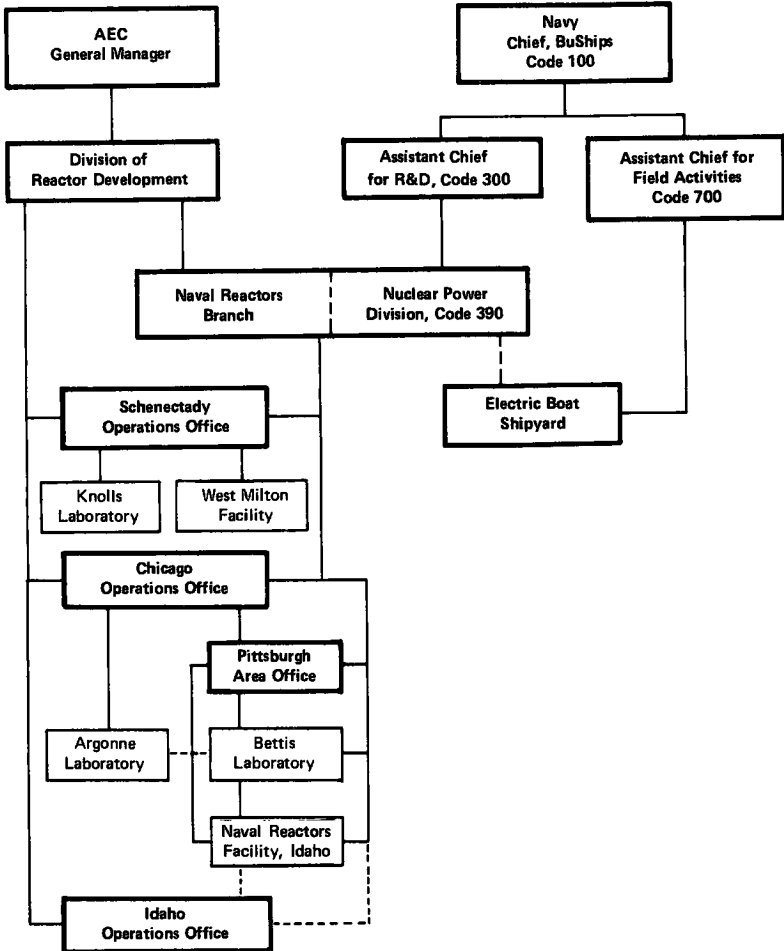 AEC
General Manager
Navy
Chief, BuShips
Code 100
Division of
Reactor Development
Assistant Chief
for R&D, Code 300
Assistant Chief for
Field Activities
Code 700
Naval Reactors
Branch
Nuclear Power
Division, Code 390
Schenectady
Operations Office
Electric Boat
Shipyard
Knolls
Laboratory
West Milton
Facility
Chicago
Operations Office
Pittsburgh
Area Office
Argonne
Laboratory
Bettis
Laboratory
Naval Reactors
Facility, Idaho
Idaho
Operations Office